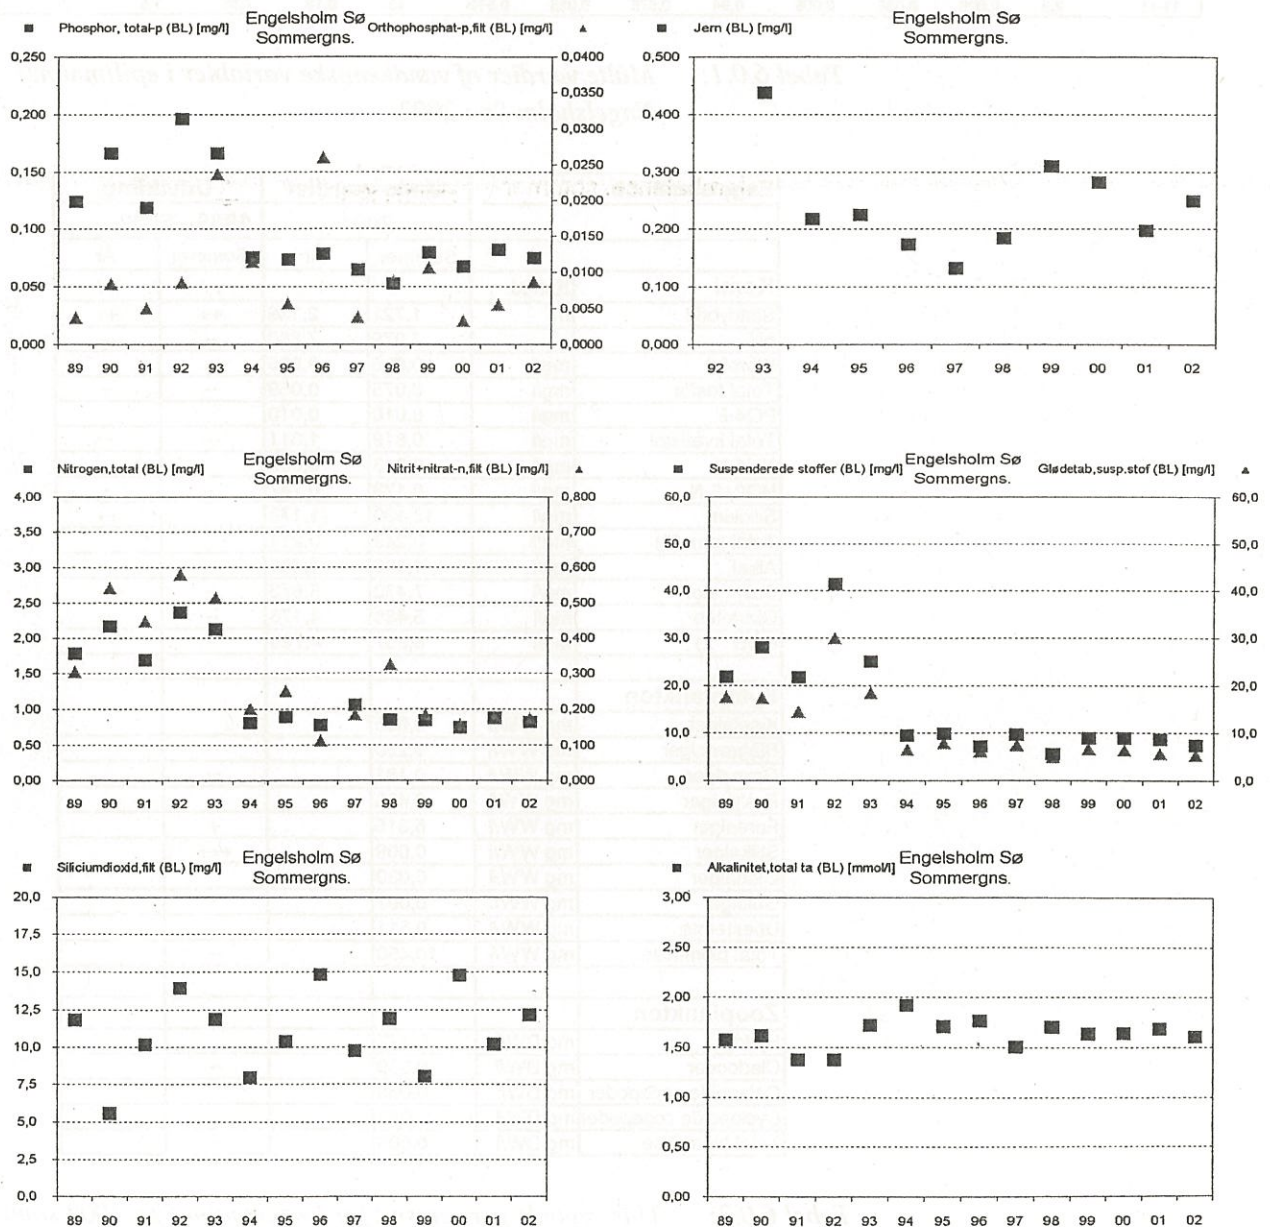 Engelsholm Sø
Phosphor, total-p (BL) [mg/l] Sommergns. Orthophosphat-p,filt (BL) [mg/l]
0,250 0,0400
0,0350
0,200 0,0300
0,150 0,0250
0,0200
0,100 0,0150
0,050 0,0100
0,0050
0,000 0,0000
89 90 91 92 93 94 95 96 97 98 99 00 01 02
Engelsholm Sø
Jern (BL) [mg/l] Sommergns.
0,500
0,400
0,300
0,200
0,100
0,000
92 93 94 95 96 97 98 99 00 01 02
Engelsholm Sø
Nitrogen,total (BL) [mg/l] Sommergns. Nitrit+nitrat-n,filt (BL) [mg/l]
4,00 0,800
3,50 0,700
3,00 0,600
2,50 0,500
2,00 0,400
1,50 0,300
1,00 0,200
0,50 0,100
0,00 0,000
89 90 91 92 93 94 95 96 97 98 99 00 01 02
Engelsholm Sø
Suspenderede stoffer (BL) [mg/l] Sommergns. Glødetab,susp.stof (BL) [mg/l]
60,0 60,0
50,0 50,0
40,0 40,0
30,0 30,0
20,0 20,0
10,0 10,0
0,0 0,0
89 90 91 92 93 94 95 96 97 98 99 00 01 02
Engelsholm Sø
Siliciumdioxid,filt (BL) [mg/l] Sommergns.
20,0
17,5
15,0
12,5
10,0
7,5
5,0
2,5
0,0
89 90 91 92 93 94 95 96 97 98 99 00 01 02
Engelsholm Sø
Alkalinitet,total ta (BL) [mmol/l] Sommergns.
3,00
2,50
2,00
1,50
1,00
0,50
0,00
89 90 91 92 93 94 95 96 97 98 99 00 01 02